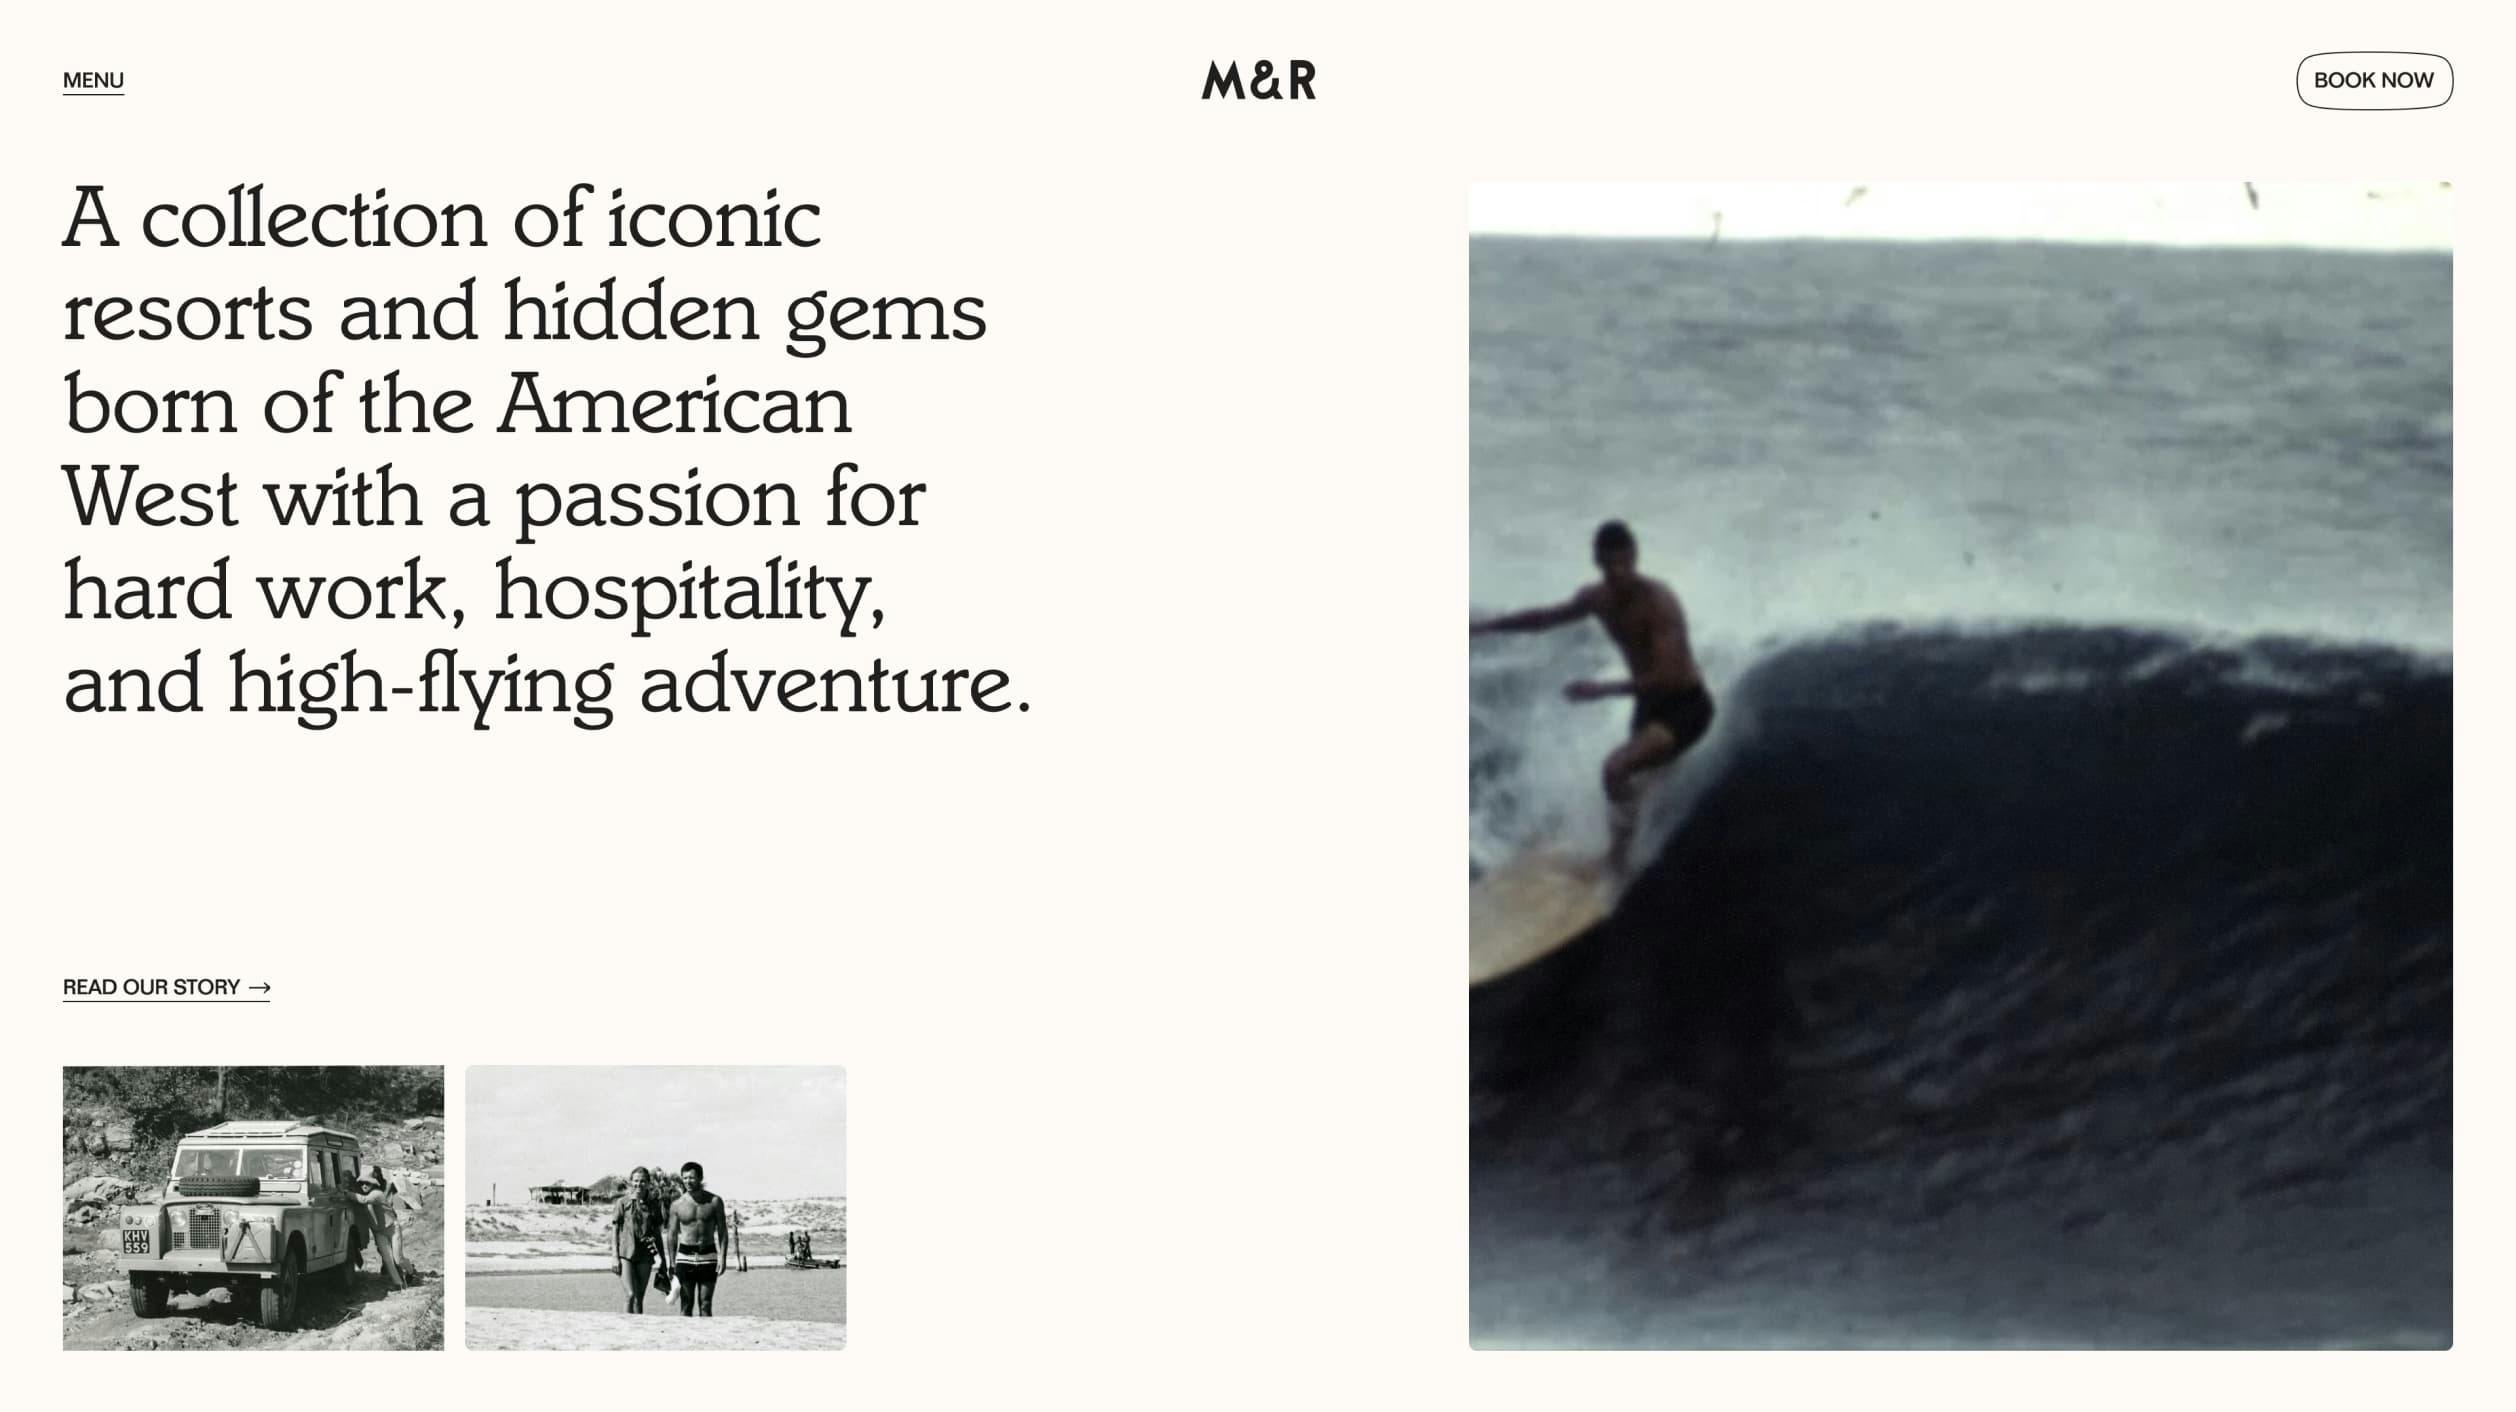 MENU
M&R
BOOK NOW
A collection of iconic
resorts and hidden gems
born of the American
West with a passion for
hard work, hospitality,
and high-flying adventure.
READ OUR STORY →
KHV
559